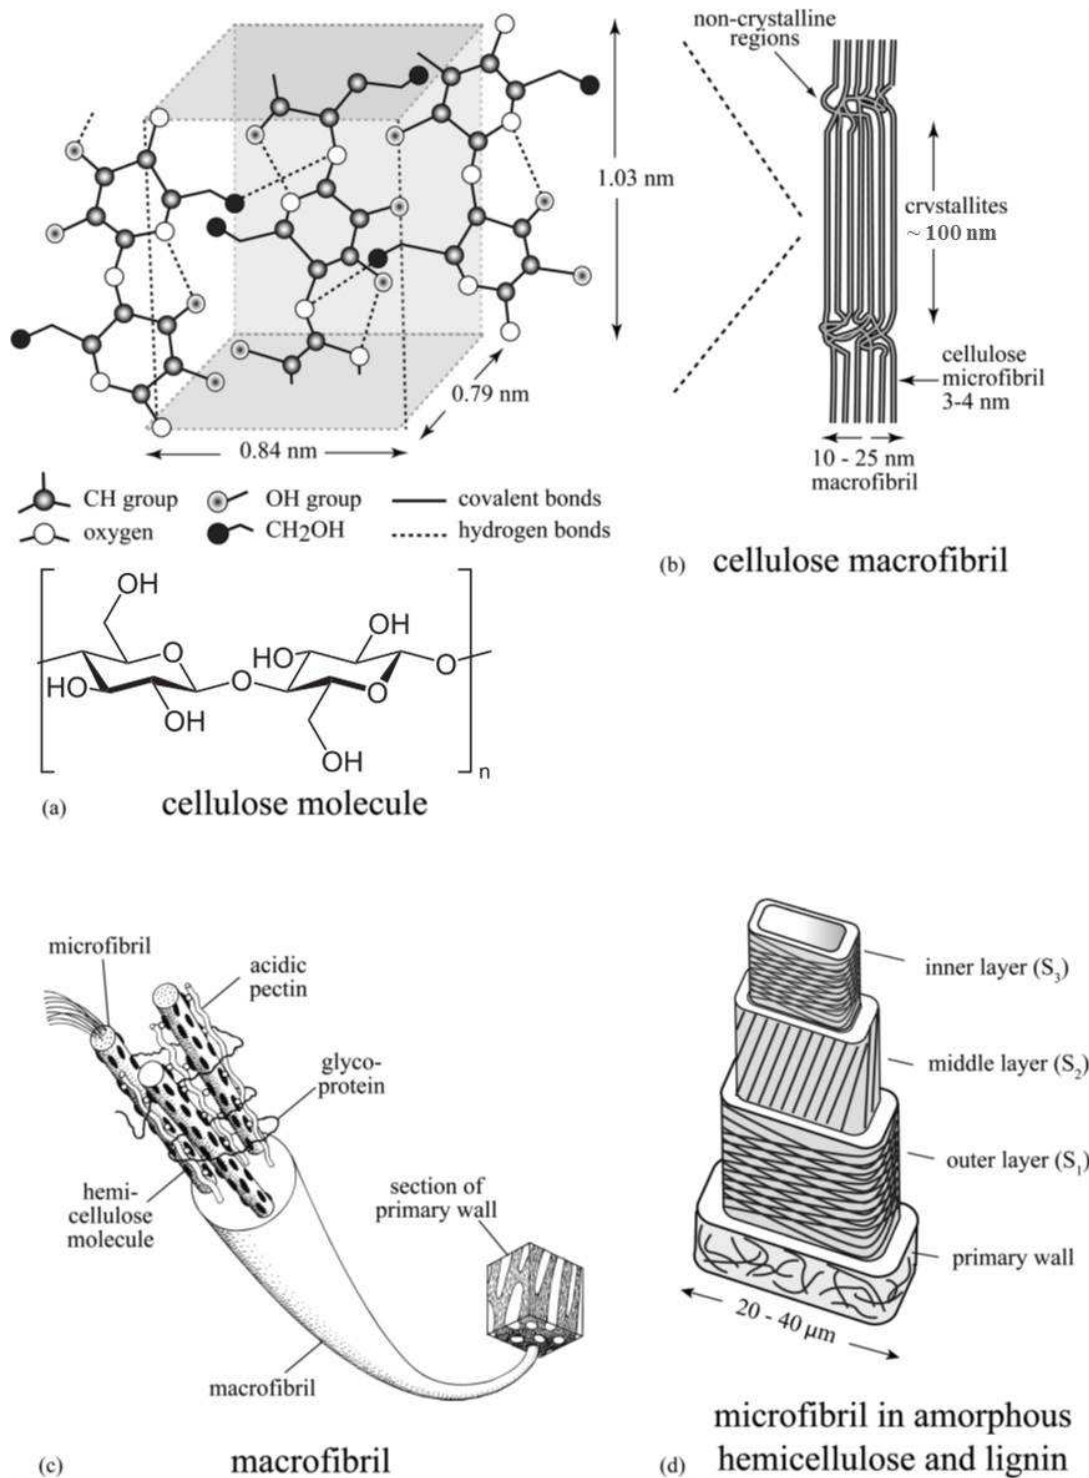 1.03 nm
0.79 nm
0.84 nm
CH group
OH group
covalent bonds
oxygen
CH2OH
hydrogen bonds
OH
O
HO
OH
O
HO
OH
O
O
OH
n
(a) cellulose molecule
non-crystalline
regions
crystallites
~ 100 nm
cellulose
microfibril
3-4 nm
10 - 25 nm
macrofibril
(b) cellulose macrofibril
microfibril
acidic
pectin
glyco-
protein
hemi-
cellulose
molecule
section of
primary wall
macrofibril
(c) macrofibril
inner layer (S3)
middle layer (S2)
outer layer (S1)
primary wall
20 - 40 µm
microfibril in amorphous
(d) hemicellulose and lignin